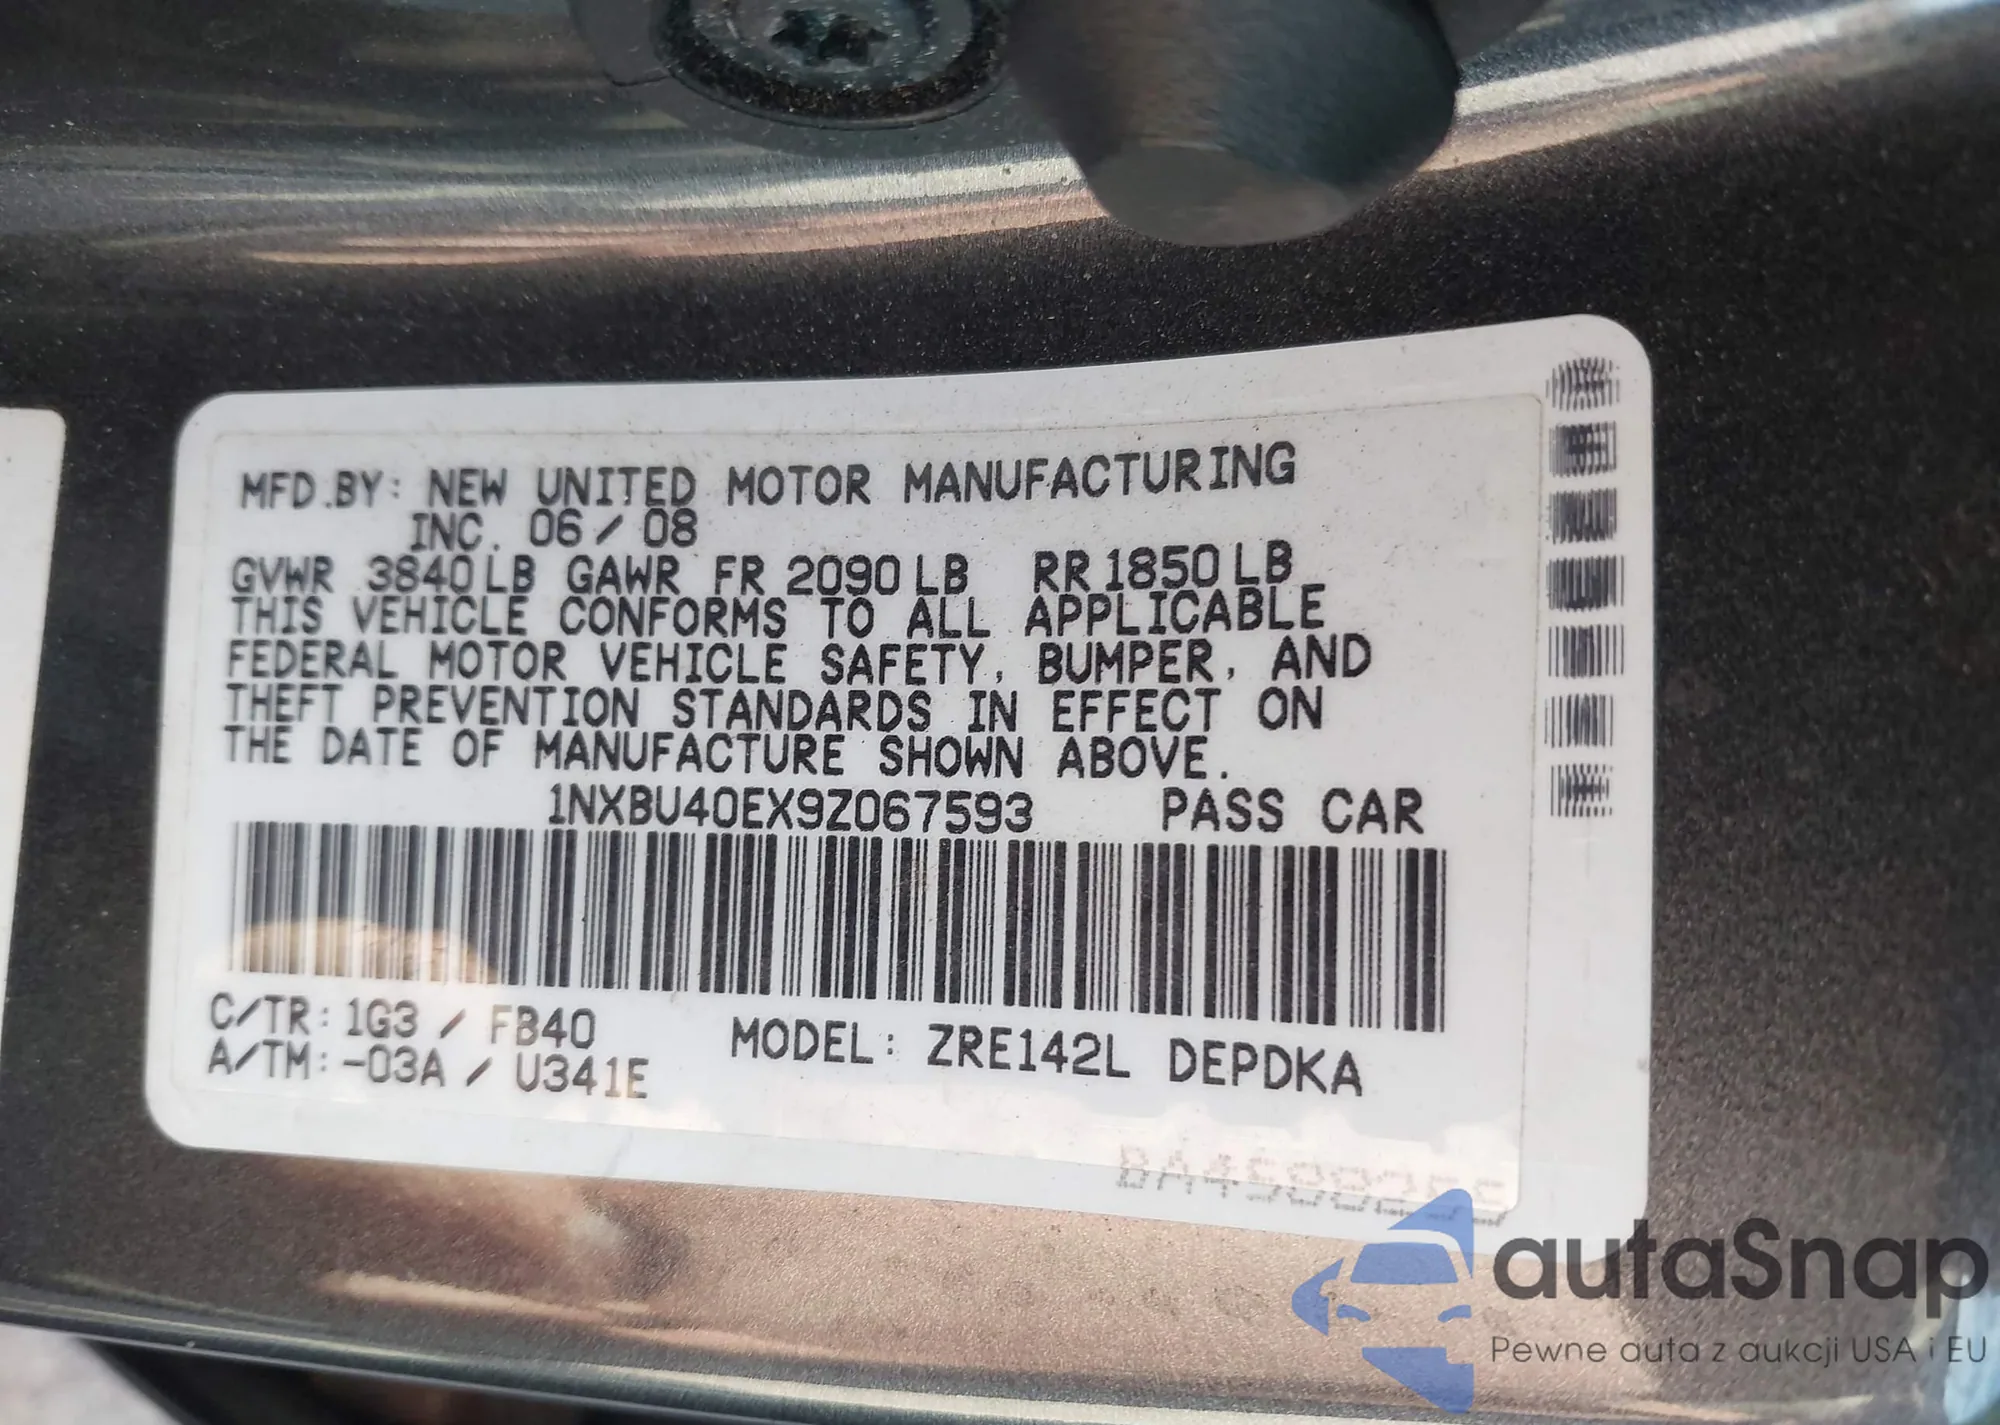 MFD.BY: NEW UNITED MOTOR MANUFACTURING
INC. 06/08
GVWR 3840LB GAWR FR 2090LB RR1850LB
THIS VEHICLE CONFORMS TO ALL APPLICABLE
FEDERAL MOTOR VEHICLE SAFETY, BUMPER, AND
THEFT PREVENTION STANDARDS IN EFFECT ON
THE DATE OF MANUFACTURE SHOWN ABOVE.
1NXBU40EX9Z067593 PASS CAR
C/TR: 1G3 / FB40
A/TM: -03A / U341E
MODEL: ZRE142L DEPDKA
autaSnap
Pewne auta z aukcji USA i EU